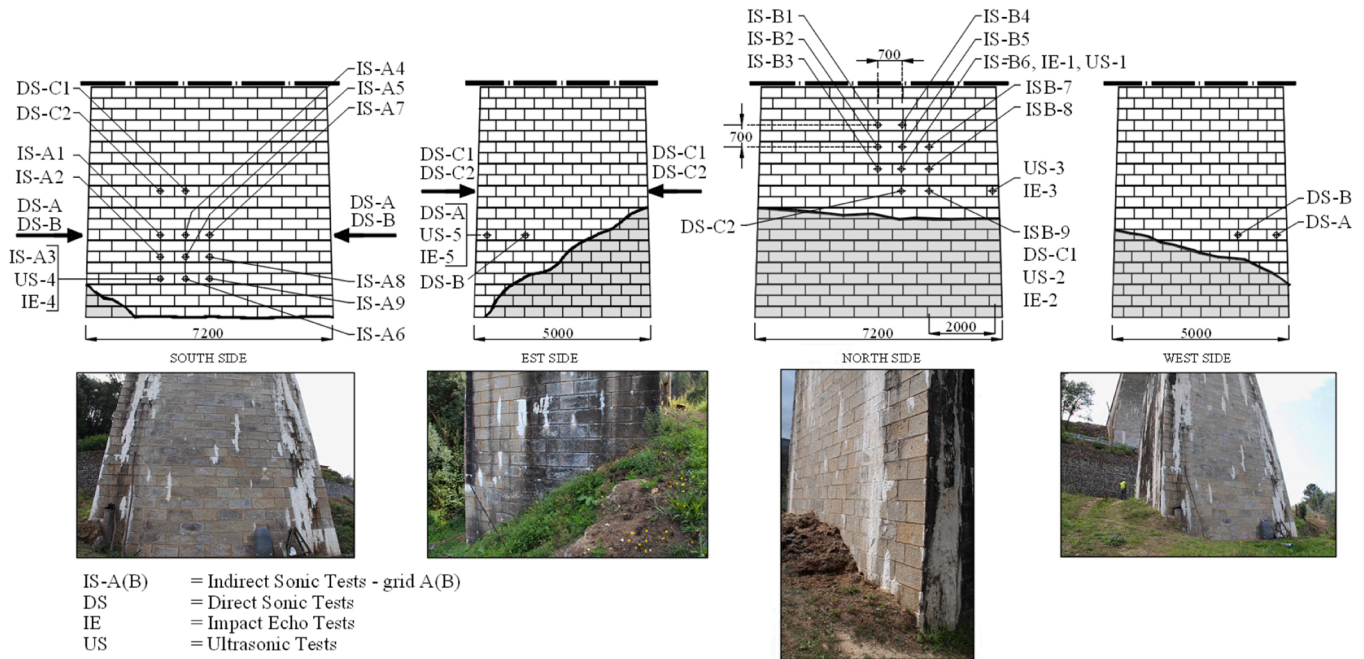 DS-C1
DS-C2
IS-A1
IS-A2
DS-A
DS-B
IS-A3
US-4
IE-4
IS-A4
IS-A5
IS-A7
DS-A
DS-B
IS-A8
IS-A9
IS-A6
7200
SOUTH SIDE
DS-C1
DS-C2
DS-A
US-5
IE-5
DS-B
DS-C1
DS-C2
5000
EST SIDE
IS-B1
IS-B2
IS-B3
700
700
IS-B4
IS-B5
IS-B6, IE-1, US-1
ISB-7
ISB-8
US-3
IE-3
DS-C2
ISB-9
DS-C1
US-2
IE-2
2000
7200
NORTH SIDE
DS-B
DS-A
5000
WEST SIDE
IS-A(B) = Indirect Sonic Tests - grid A(B)
DS = Direct Sonic Tests
IE = Impact Echo Tests
US = Ultrasonic Tests